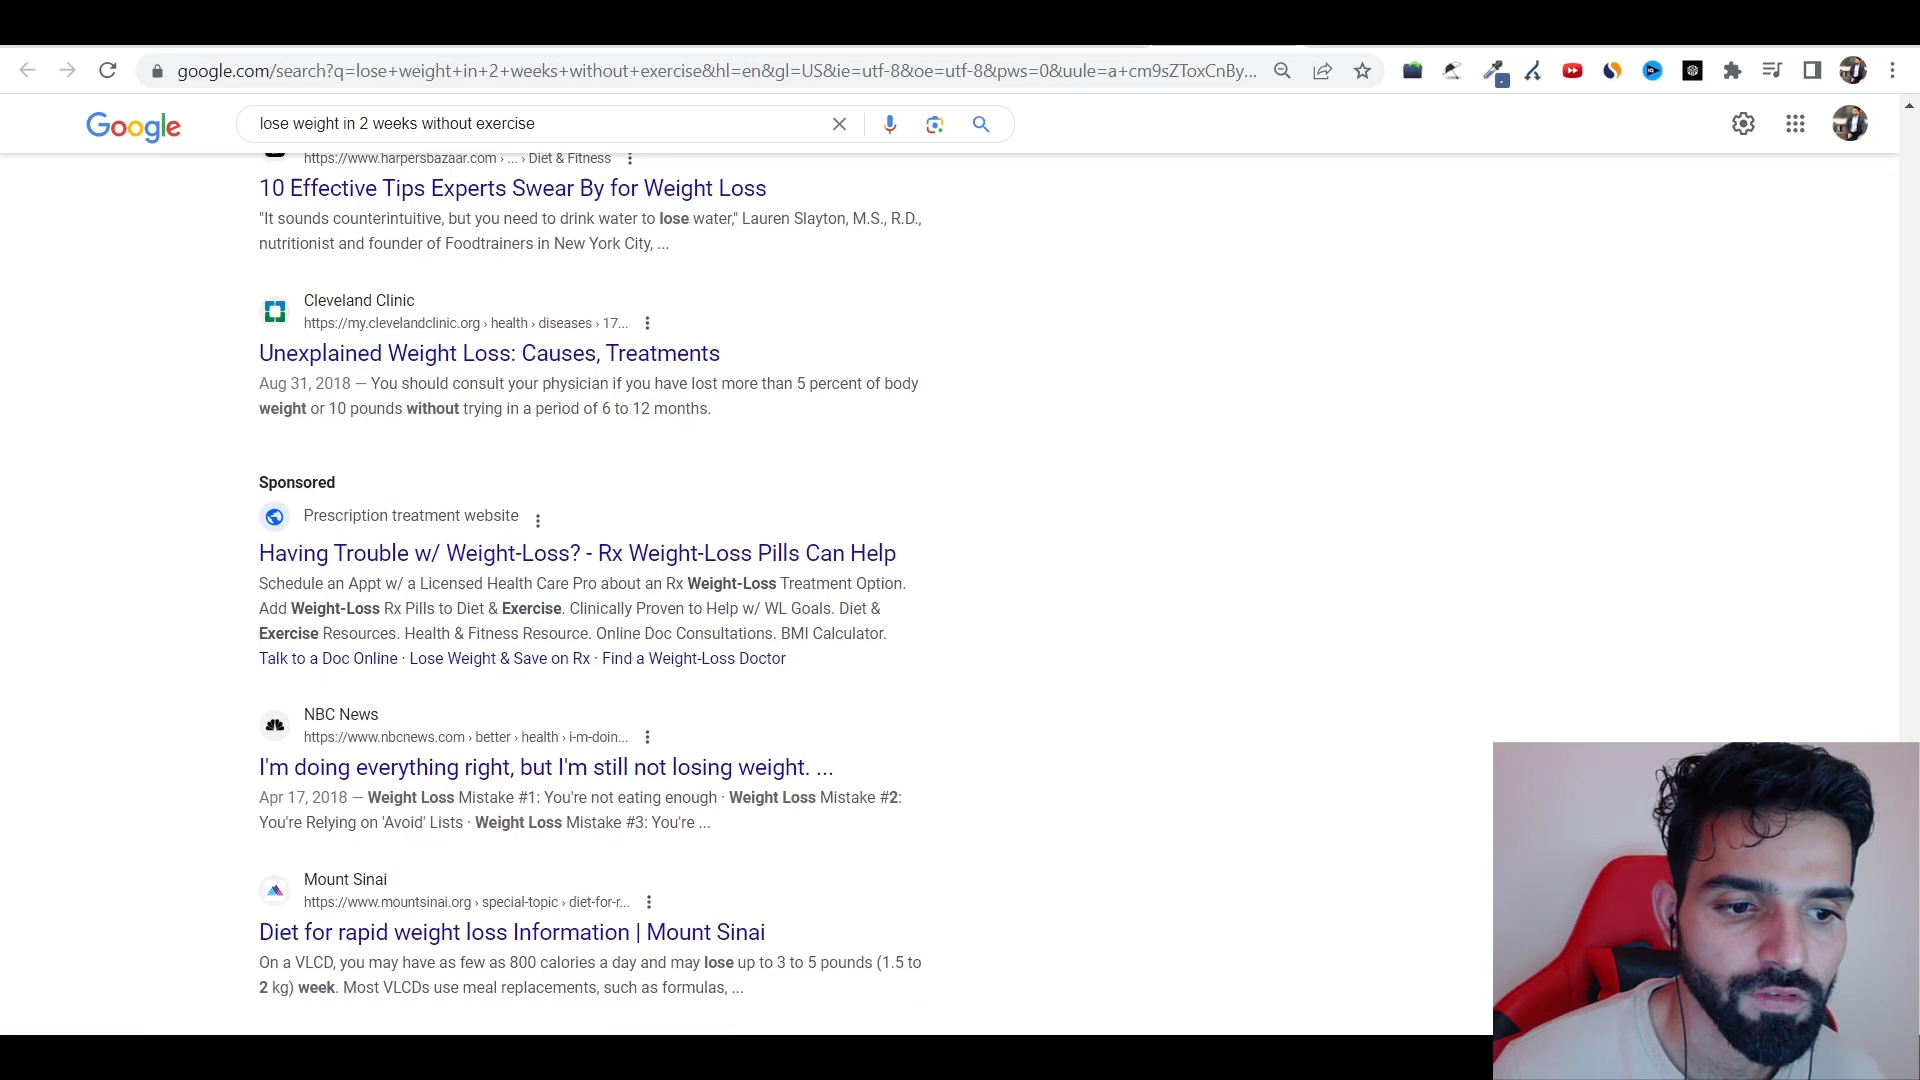 google.com/search?q=lose+weight+in+2+weeks+without+exercise&hl=en&gl=US&ie=utf-8&oe=utf-8&pws=0&uule=a+cm9sZToxCnBy...
Google
lose weight in 2 weeks without exercise
https://www.harpersbazaar.com › ... › Diet & Fitness
10 Effective Tips Experts Swear By for Weight Loss
"It sounds counterintuitive, but you need to drink water to lose water," Lauren Slayton, M.S., R.D.,
nutritionist and founder of Foodtrainers in New York City, ...
Cleveland Clinic
https://my.clevelandclinic.org › health › diseases › 17...
Unexplained Weight Loss: Causes, Treatments
Aug 31, 2018 — You should consult your physician if you have lost more than 5 percent of body
weight or 10 pounds without trying in a period of 6 to 12 months.
Sponsored
Prescription treatment website
Having Trouble w/ Weight-Loss? - Rx Weight-Loss Pills Can Help
Schedule an Appt w/ a Licensed Health Care Pro about an Rx Weight-Loss Treatment Option.
Add Weight-Loss Rx Pills to Diet & Exercise. Clinically Proven to Help w/ WL Goals. Diet &
Exercise Resources. Health & Fitness Resource. Online Doc Consultations. BMI Calculator.
Talk to a Doc Online · Lose Weight & Save on Rx · Find a Weight-Loss Doctor
NBC News
https://www.nbcnews.com › better › health › i-m-doin...
I'm doing everything right, but I'm still not losing weight. ...
Apr 17, 2018 — Weight Loss Mistake #1: You're not eating enough · Weight Loss Mistake #2:
You're Relying on 'Avoid' Lists · Weight Loss Mistake #3: You're ...
Mount Sinai
https://www.mountsinai.org › special-topic › diet-for-r...
Diet for rapid weight loss Information | Mount Sinai
On a VLCD, you may have as few as 800 calories a day and may lose up to 3 to 5 pounds (1.5 to
2 kg) week. Most VLCDs use meal replacements, such as formulas, ...